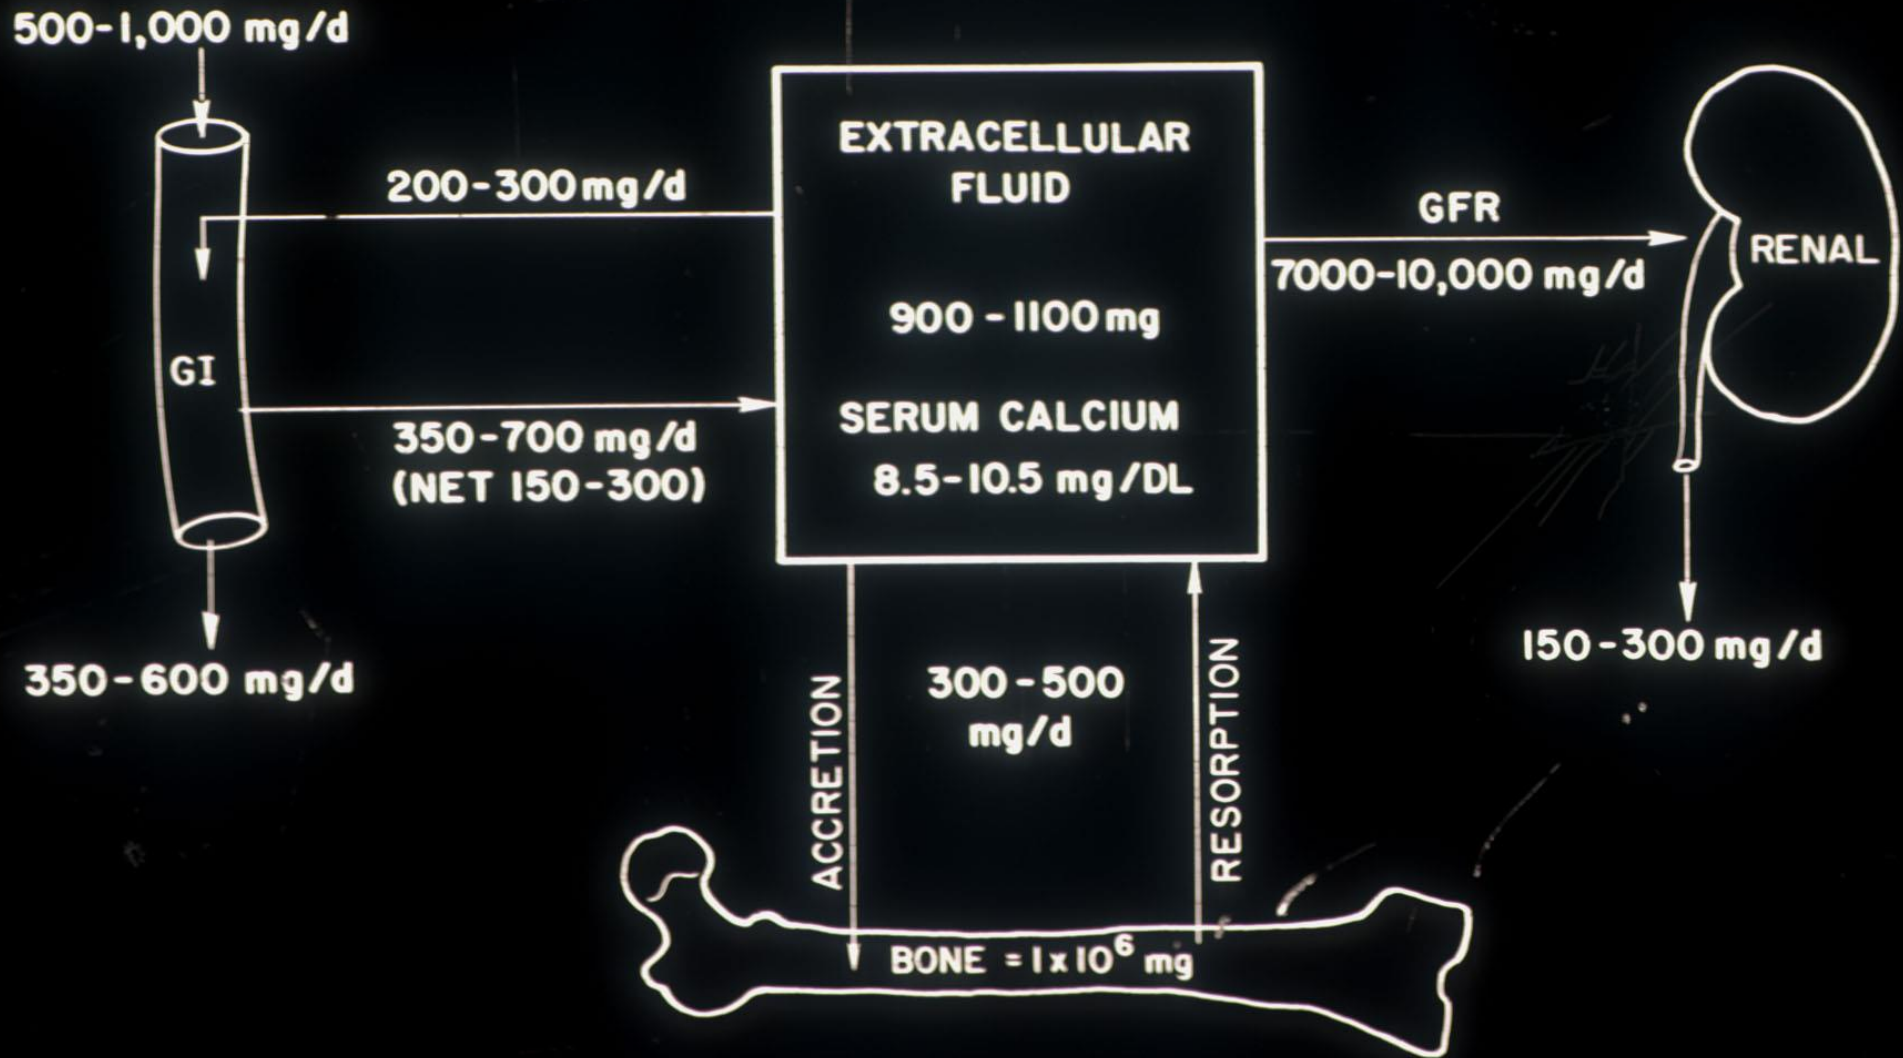 500-1,000 mg/d
GI
350-600 mg/d
200-300 mg/d
350-700 mg/d
(NET 150-300)
EXTRACELLULAR
FLUID
900-1100 mg
SERUM CALCIUM
8.5-10.5 mg/DL
GFR
7000-10,000 mg/d
RENAL
150-300 mg/d
ACCRETION
300-500
mg/d
RESORPTION
BONE = 1 x 10⁶ mg